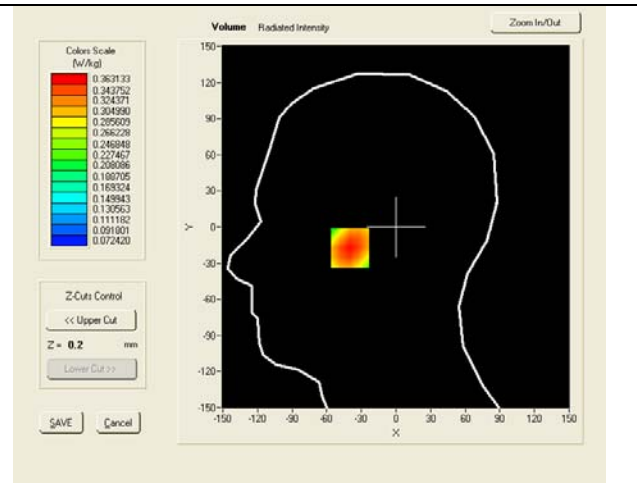 Volume Radiated Intensity
Zoom In/Out
Colors Scale
(W/kg)
0.363133
0.343752
0.324371
0.304990
0.285609
0.266228
0.246848
0.227467
0.208086
0.188705
0.169324
0.149943
0.130563
0.111182
0.091801
0.072420
150
120
90
60
30
0
-30
-60
-90
-120
-150
Y
-150 -120 -90 -60 -30 0 30 60 90 120 150
X
Z-Cuts Control
<< Upper Cut
Z = 0.2 mm
Lower Cut >>
SAVE Cancel